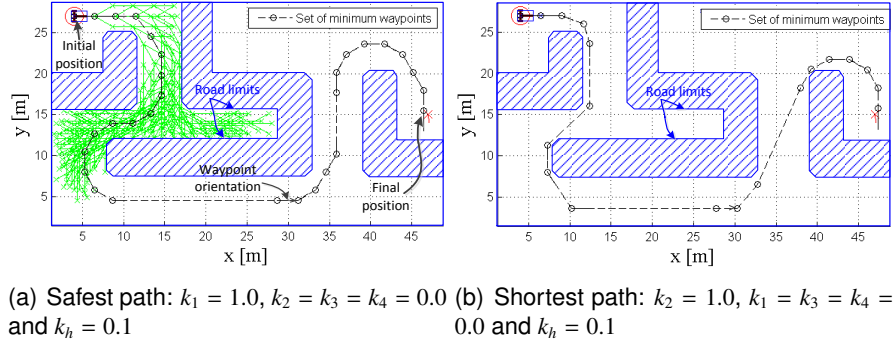 25
20
15
10
5
y [m]
5 10 15 20 25 30 35 40 45
x [m]
Set of minimum waypoints
Initial
position
Road limits
Waypoint
orientation
Final
position
25
20
15
10
5
y [m]
5 10 15 20 25 30 35 40 45
x [m]
Set of minimum waypoints
Road limits
(a) Safest path: k₁ = 1.0, k₂ = k₃ = k₄ = 0.0
and kₕ = 0.1
(b) Shortest path: k₂ = 1.0, k₁ = k₃ = k₄ =
0.0 and kₕ = 0.1